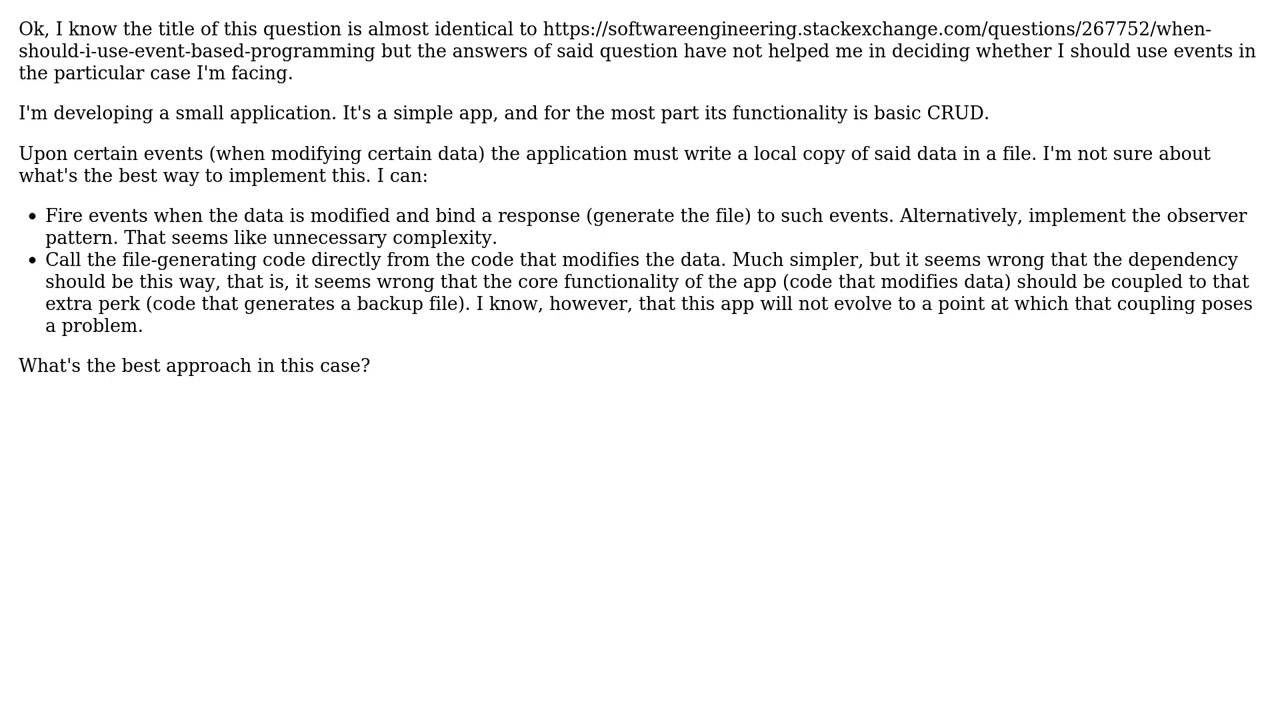 Ok, I know the title of this question is almost identical to https://softwareengineering.stackexchange.com/questions/267752/when-
should-i-use-event-based-programming but the answers of said question have not helped me in deciding whether I should use events in
the particular case I'm facing.
I'm developing a small application. It's a simple app, and for the most part its functionality is basic CRUD.
Upon certain events (when modifying certain data) the application must write a local copy of said data in a file. I'm not sure about
what's the best way to implement this. I can:
• Fire events when the data is modified and bind a response (generate the file) to such events. Alternatively, implement the observer
pattern. That seems like unnecessary complexity.
• Call the file-generating code directly from the code that modifies the data. Much simpler, but it seems wrong that the dependency
should be this way, that is, it seems wrong that the core functionality of the app (code that modifies data) should be coupled to that
extra perk (code that generates a backup file). I know, however, that this app will not evolve to a point at which that coupling poses
a problem.
What's the best approach in this case?